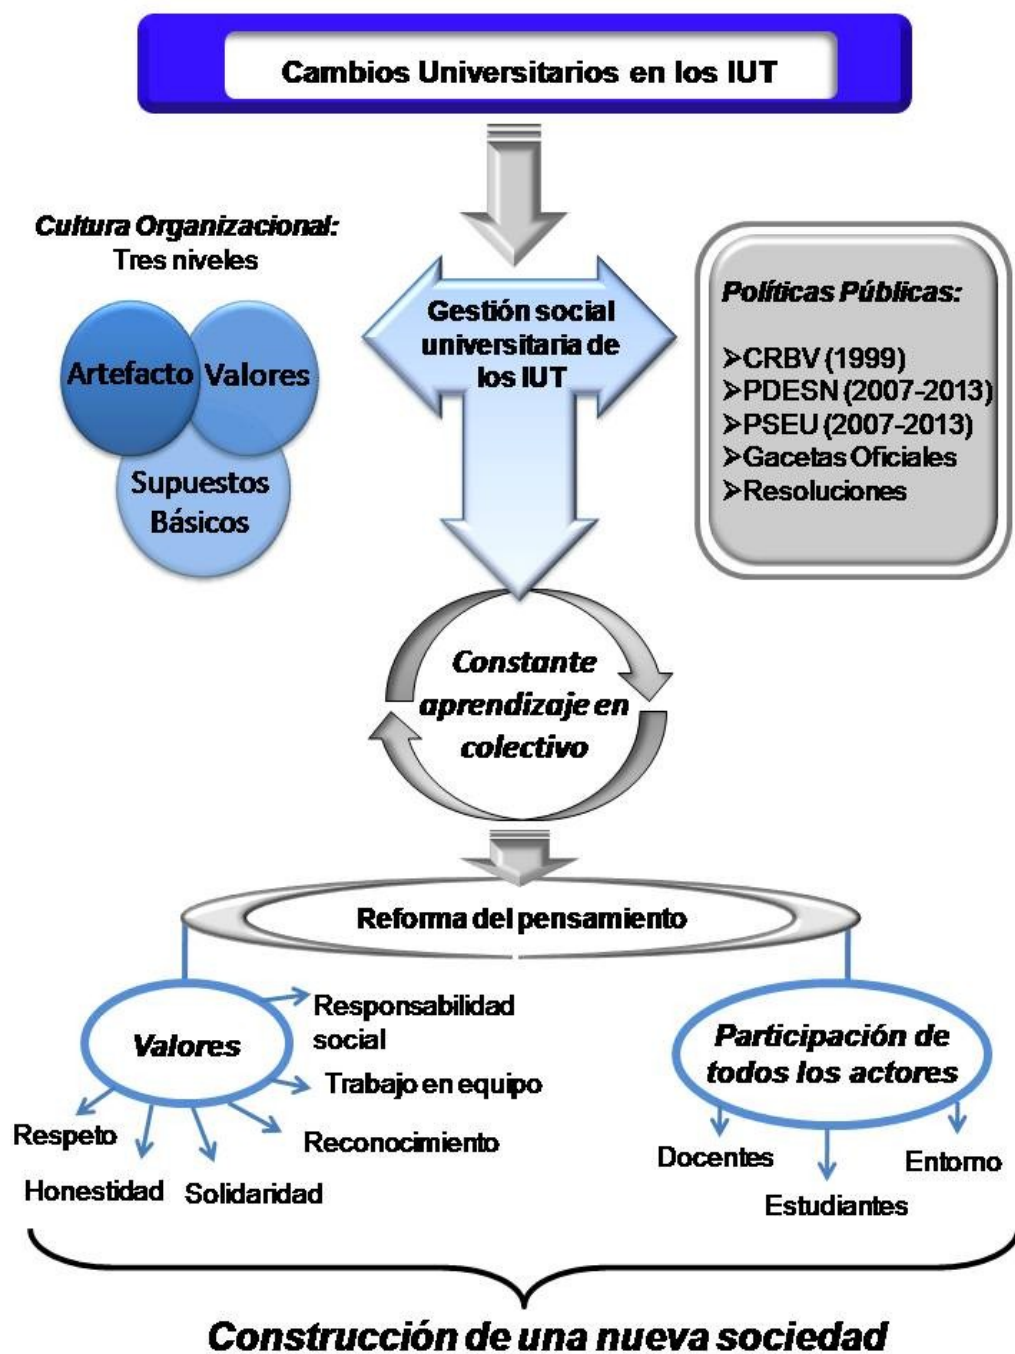 Cambios Universitarios en los IUT
Cultura Organizacional:
Tres niveles
Artefacto
Valores
Supuestos
Básicos
Gestión social
universitaria de
los IUT
Políticas Públicas:
➢CRBV (1999)
➢PDESN (2007-2013)
➢PSEU (2007-2013)
➢Gacetas Oficiales
➢Resoluciones
Constante
aprendizaje en
colectivo
Reforma del pensamiento
Valores
Responsabilidad
social
Trabajo en equipo
Reconocimiento
Respeto
Honestidad
Solidaridad
Participación de
todos los actores
Docentes
Estudiantes
Entorno
Construcción de una nueva sociedad